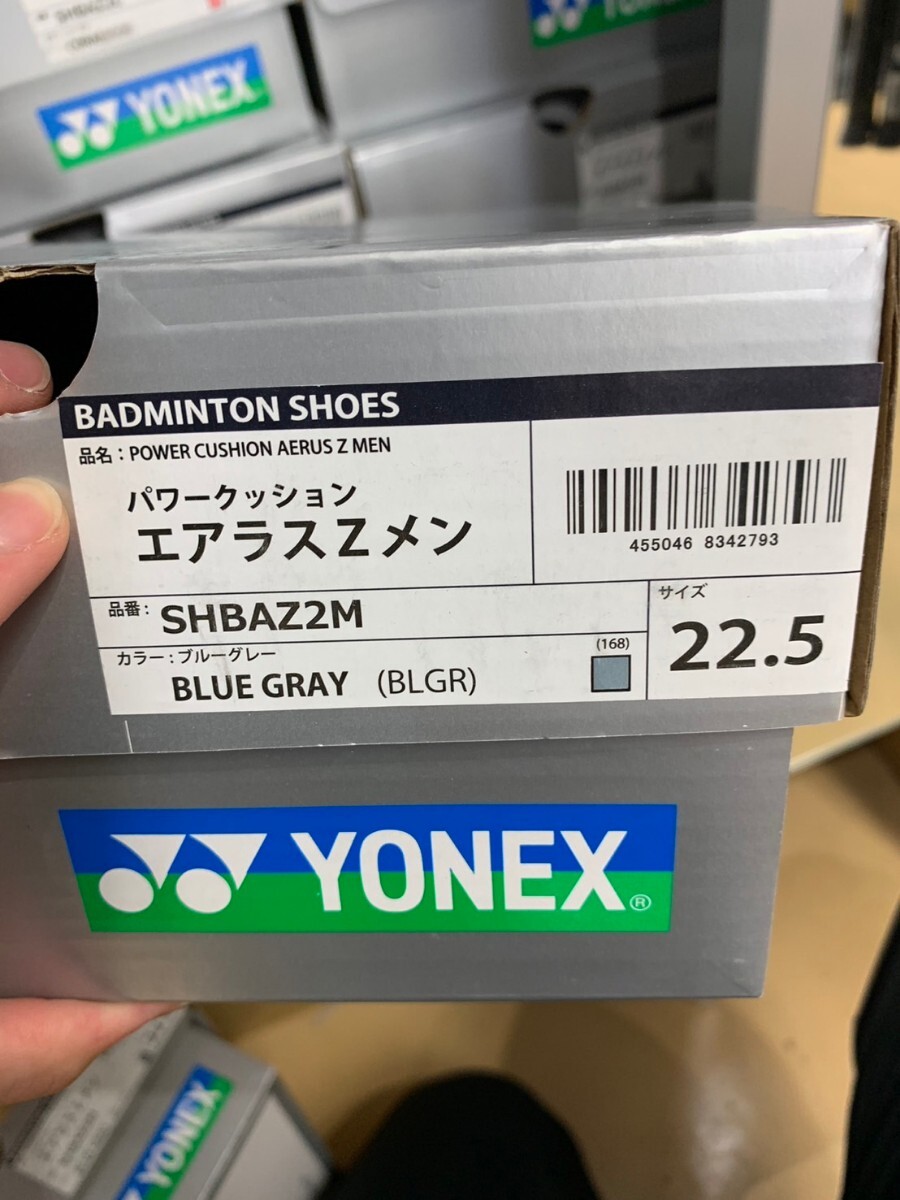 YONEX
BADMINTON SHOES
品名：POWER CUSHION AERUS Z MEN
パワークッション
エアラスZメン
455046 8342793
品番：SHBAZ2M
サイズ
22.5
カラー：ブルーグレー
(168)
BLUE GRAY (BLGR)
YONEX®
YONEX